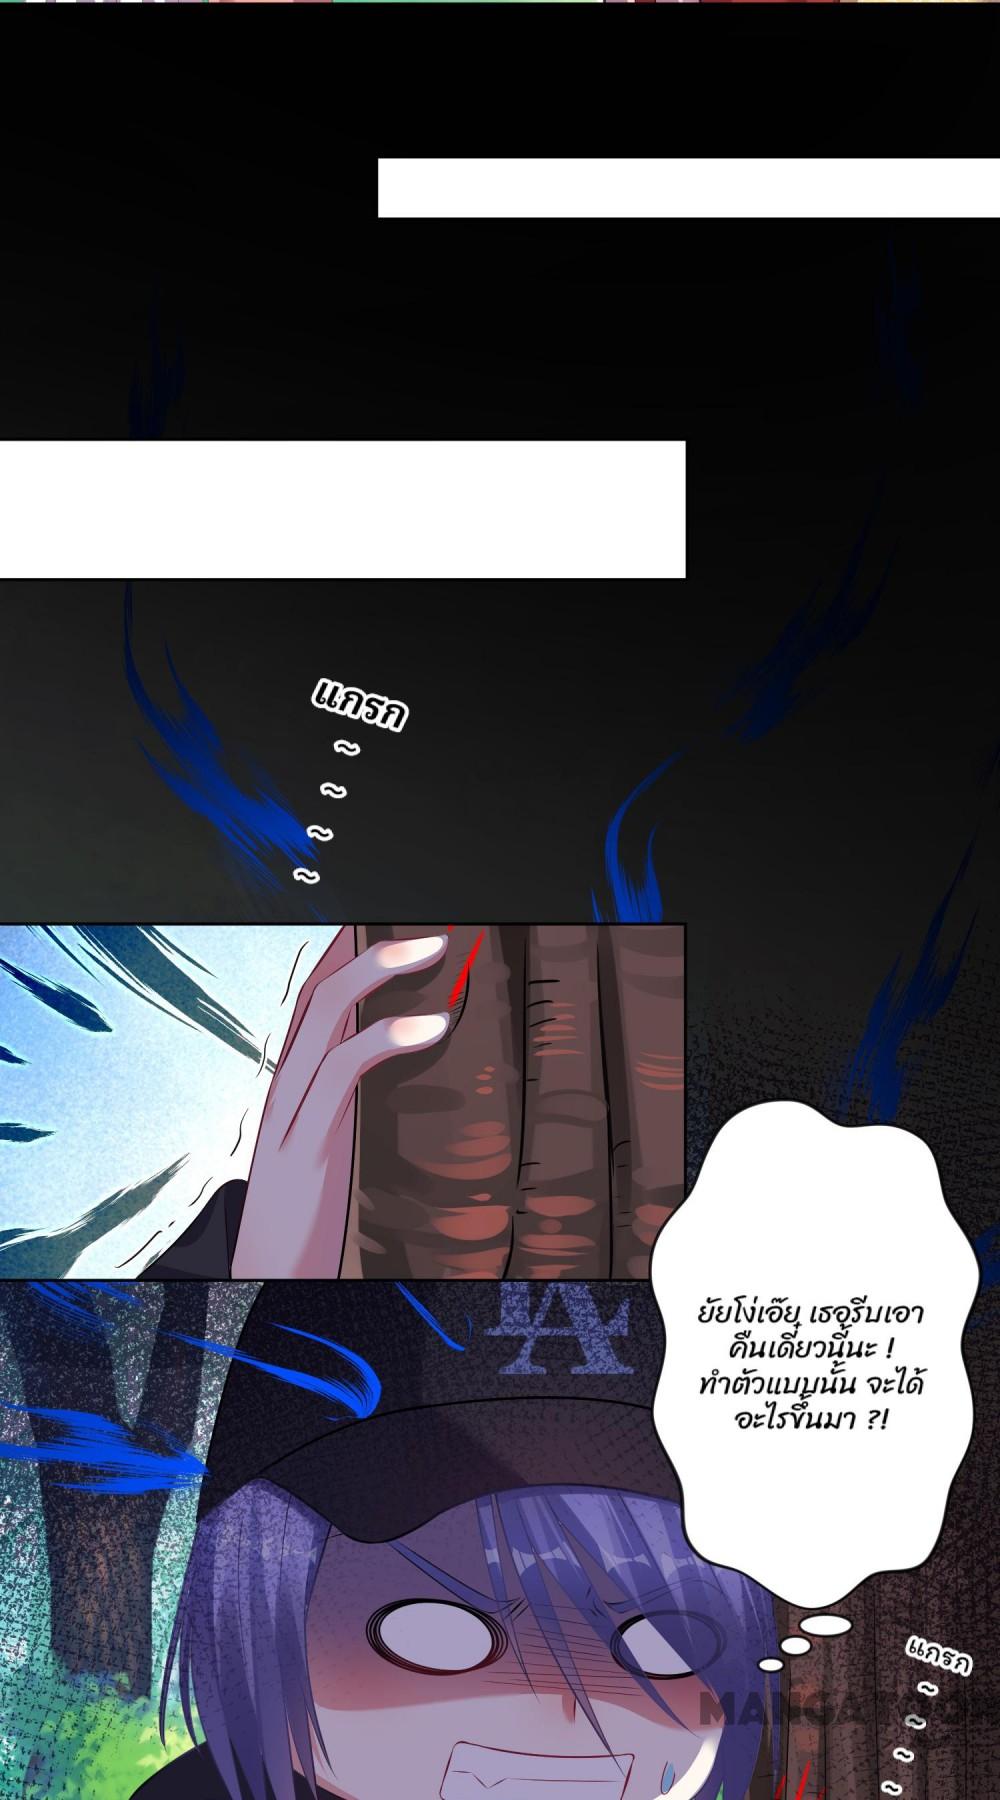 แกรก
~
~
~
~
LA
ยัยโง่เอ๊ย เธอรีบเอา
คืนเดี๋ยวนี้นะ !
ทำตัวแบบนั้น จะได้
อะไรขึ้นมา ?!
แกรก
~
~
~
~
MANGATOON